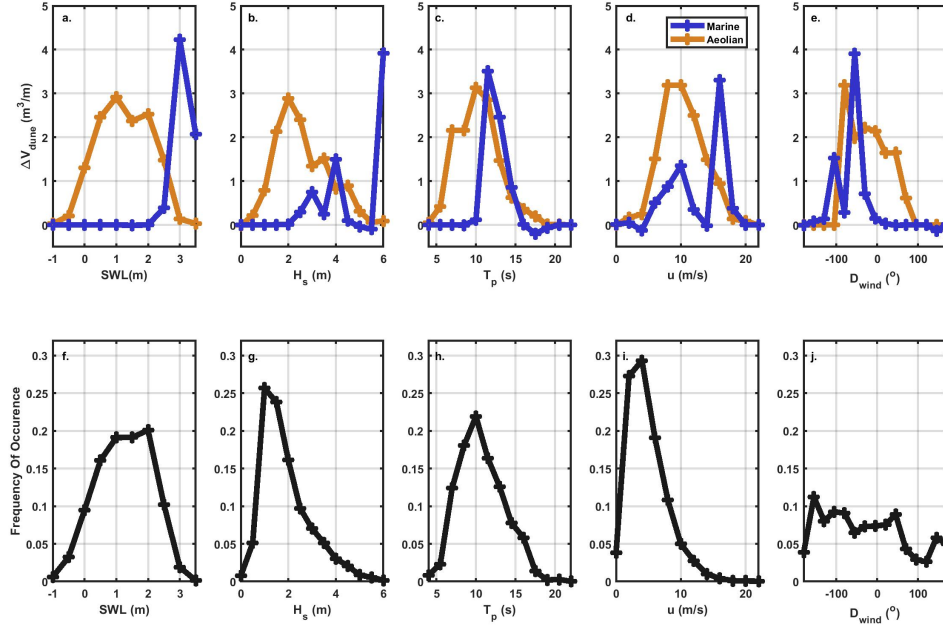 a.
b.
c.
d.
e.
Marine
Aeolian
ΔV_dune (m^3/m)
5
4
3
2
1
0
-1 0 1 2 3
SWL(m)
5
4
3
2
1
0
0 2 4 6
H_s (m)
5
4
3
2
1
0
5 10 15 20
T_p (s)
5
4
3
2
1
0
0 10 20
u (m/s)
5
4
3
2
1
0
-100 0 100
D_wind (°)
f.
g.
h.
i.
j.
Frequency Of Occurence
0.3
0.25
0.2
0.15
0.1
0.05
0
-1 0 1 2 3
SWL (m)
0.3
0.25
0.2
0.15
0.1
0.05
0
0 2 4 6
H_s (m)
0.3
0.25
0.2
0.15
0.1
0.05
0
5 10 15 20
T_p (s)
0.3
0.25
0.2
0.15
0.1
0.05
0
0 10 20
u (m/s)
0.3
0.25
0.2
0.15
0.1
0.05
0
-100 0 100
D_wind (°)